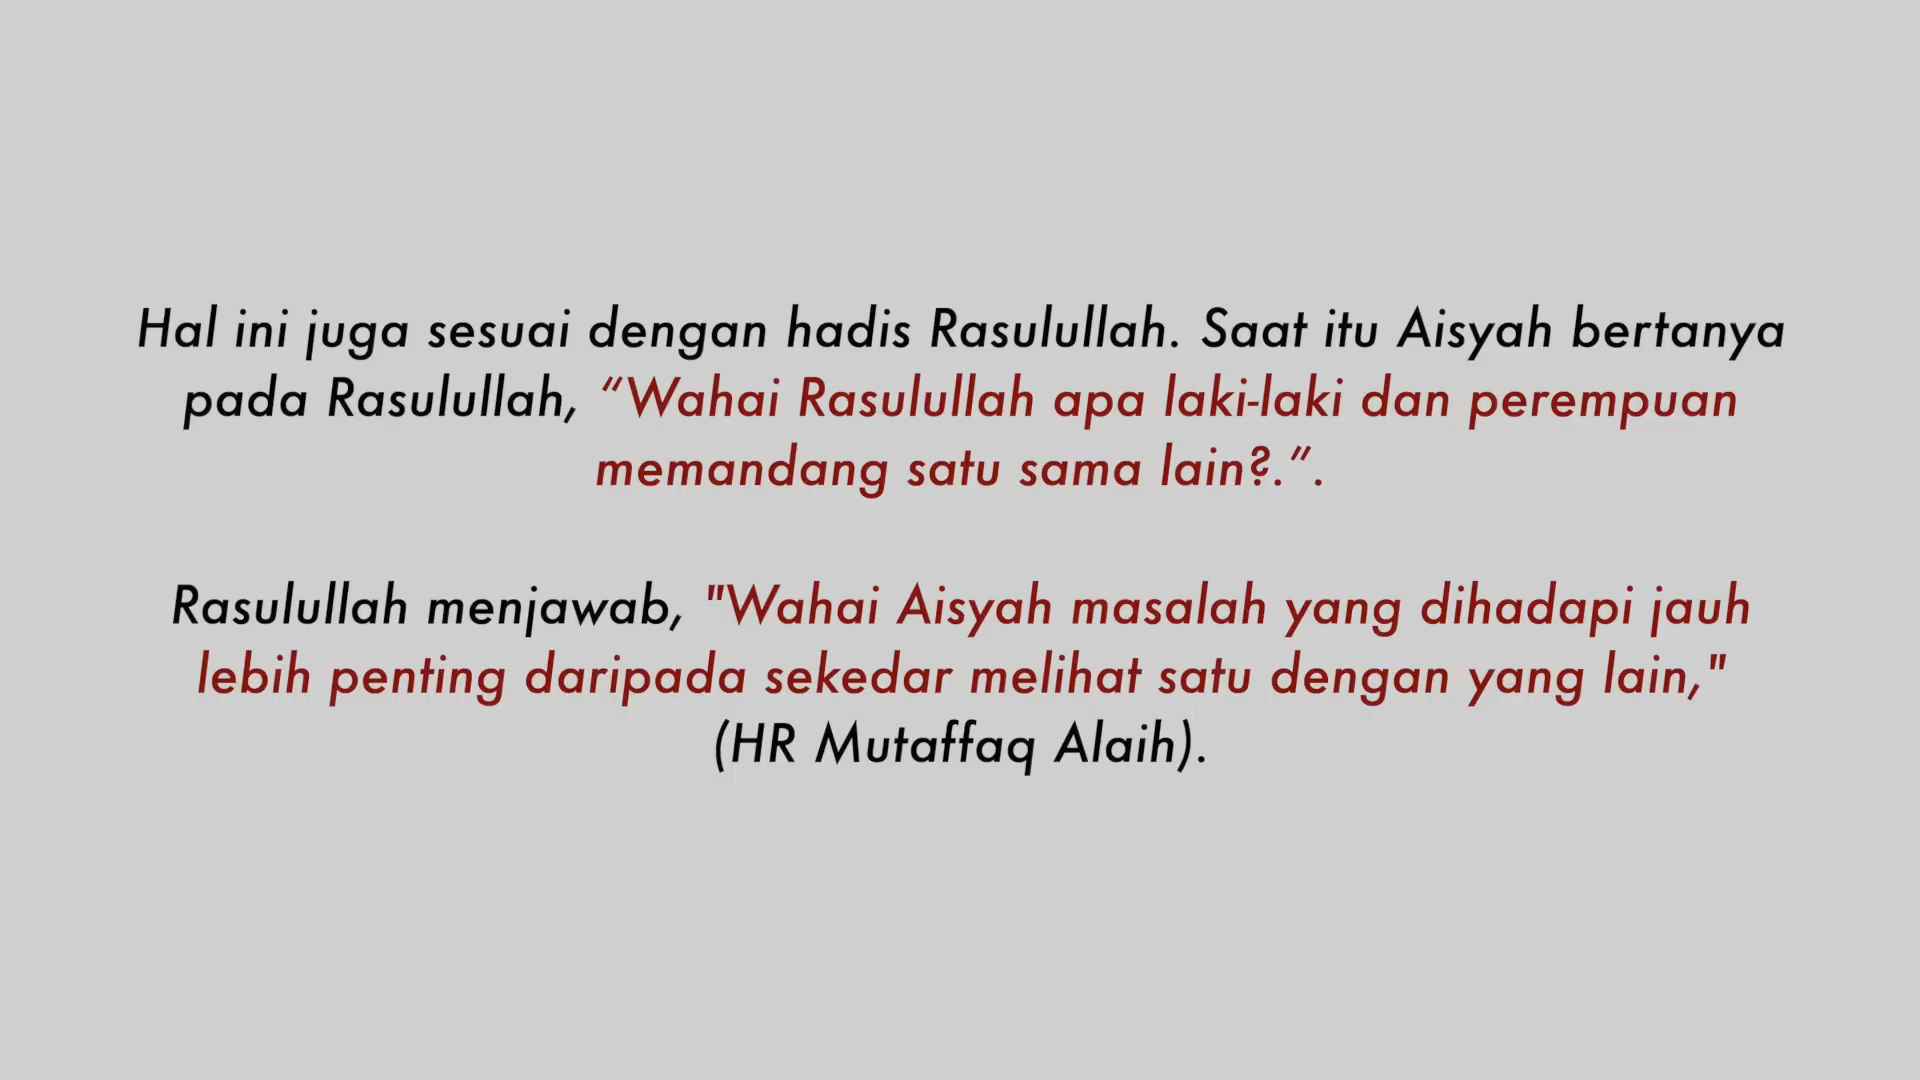 Hal ini juga sesuai dengan hadis Rasulullah. Saat itu Aisyah bertanya
pada Rasulullah, “Wahai Rasulullah apa laki-laki dan perempuan
memandang satu sama lain?.”.
Rasulullah menjawab, "Wahai Aisyah masalah yang dihadapi jauh
lebih penting daripada sekedar melihat satu dengan yang lain,"
(HR Mutaffaq Alaih).